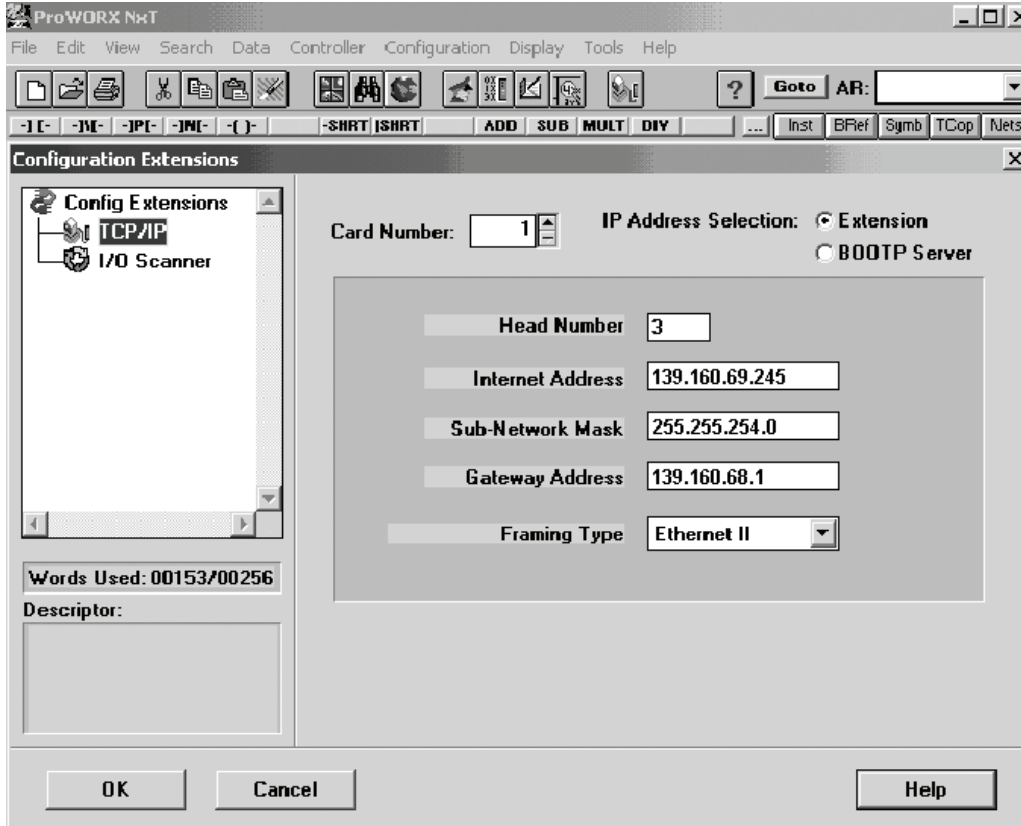 ProWORX NxT
File Edit View Search Data Controller Configuration Display Tools Help
? Goto AR:
-] [- -]\[- -]P[- -]N[- -( )- -SHRT |SHRT ADD SUB MULT DIV ... Inst BRef Symb TCop Nets
Configuration Extensions
Config Extensions
TCP/IP
I/O Scanner
Card Number: 1 IP Address Selection: Extension
BOOTP Server
Head Number 3
Internet Address 139.160.69.245
Sub-Network Mask 255.255.254.0
Gateway Address 139.160.68.1
Framing Type Ethernet II
Words Used: 00153/00256
Descriptor:
OK Cancel Help